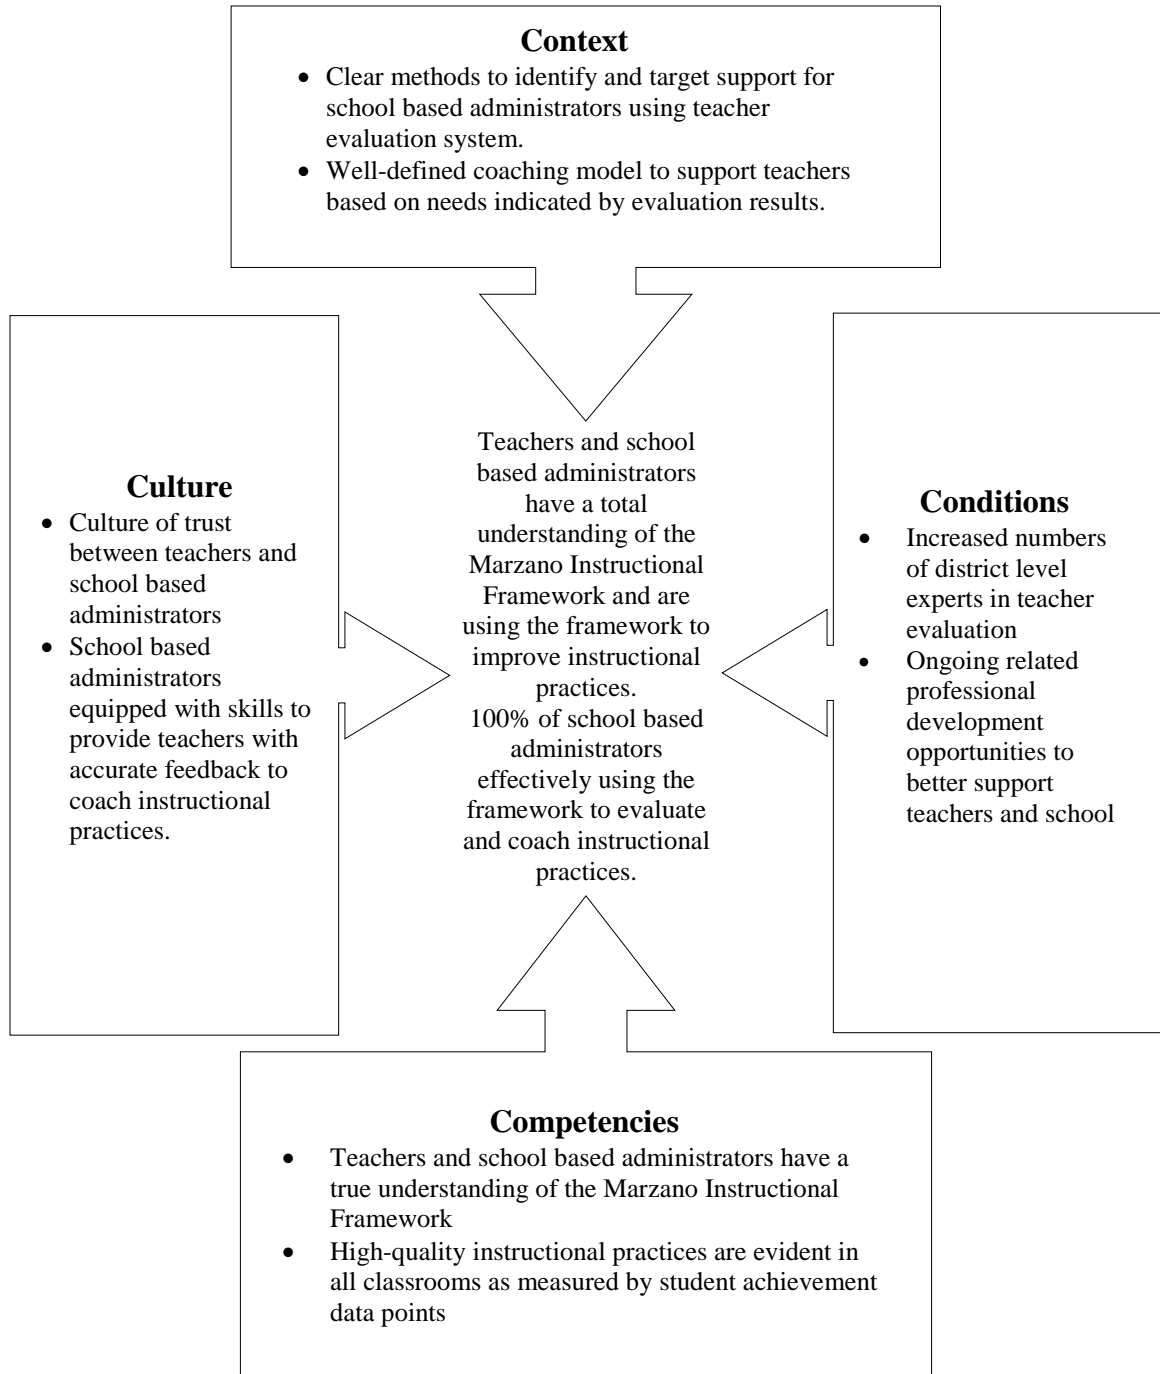 Context
• Clear methods to identify and target support for
school based administrators using teacher
evaluation system.
• Well-defined coaching model to support teachers
based on needs indicated by evaluation results.
Culture
• Culture of trust
between teachers and
school based
administrators
• School based
administrators
equipped with skills to
provide teachers with
accurate feedback to
coach instructional
practices.
Teachers and school
based administrators
have a total
understanding of the
Marzano Instructional
Framework and are
using the framework to
improve instructional
practices.
100% of school based
administrators
effectively using the
framework to evaluate
and coach instructional
practices.
Conditions
• Increased numbers
of district level
experts in teacher
evaluation
• Ongoing related
professional
development
opportunities to
better support
teachers and school
Competencies
• Teachers and school based administrators have a
true understanding of the Marzano Instructional
Framework
• High-quality instructional practices are evident in
all classrooms as measured by student achievement
data points